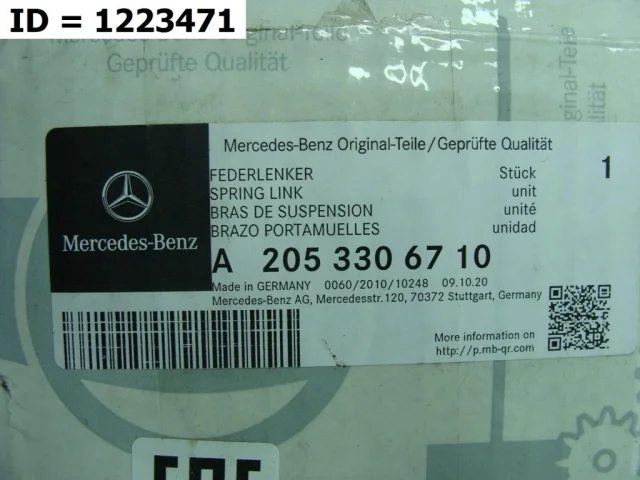 ID = 1223471
Original-Teile
Geprüfte Qualität
Mercedes-Benz Original-Teile/Geprüfte Qualität
FEDERLENKER Stück 1
SPRING LINK unit
BRAS DE SUSPENSION unité
BRAZO PORTAMUELLES unidad
Mercedes-Benz
A 205 330 67 10
Made in GERMANY 0060/2010/10248 09.10.20
Mercedes-Benz AG, Mercedesstr.120, 70372 Stuttgart, Germany
More information on
http://p.mb-qr.com